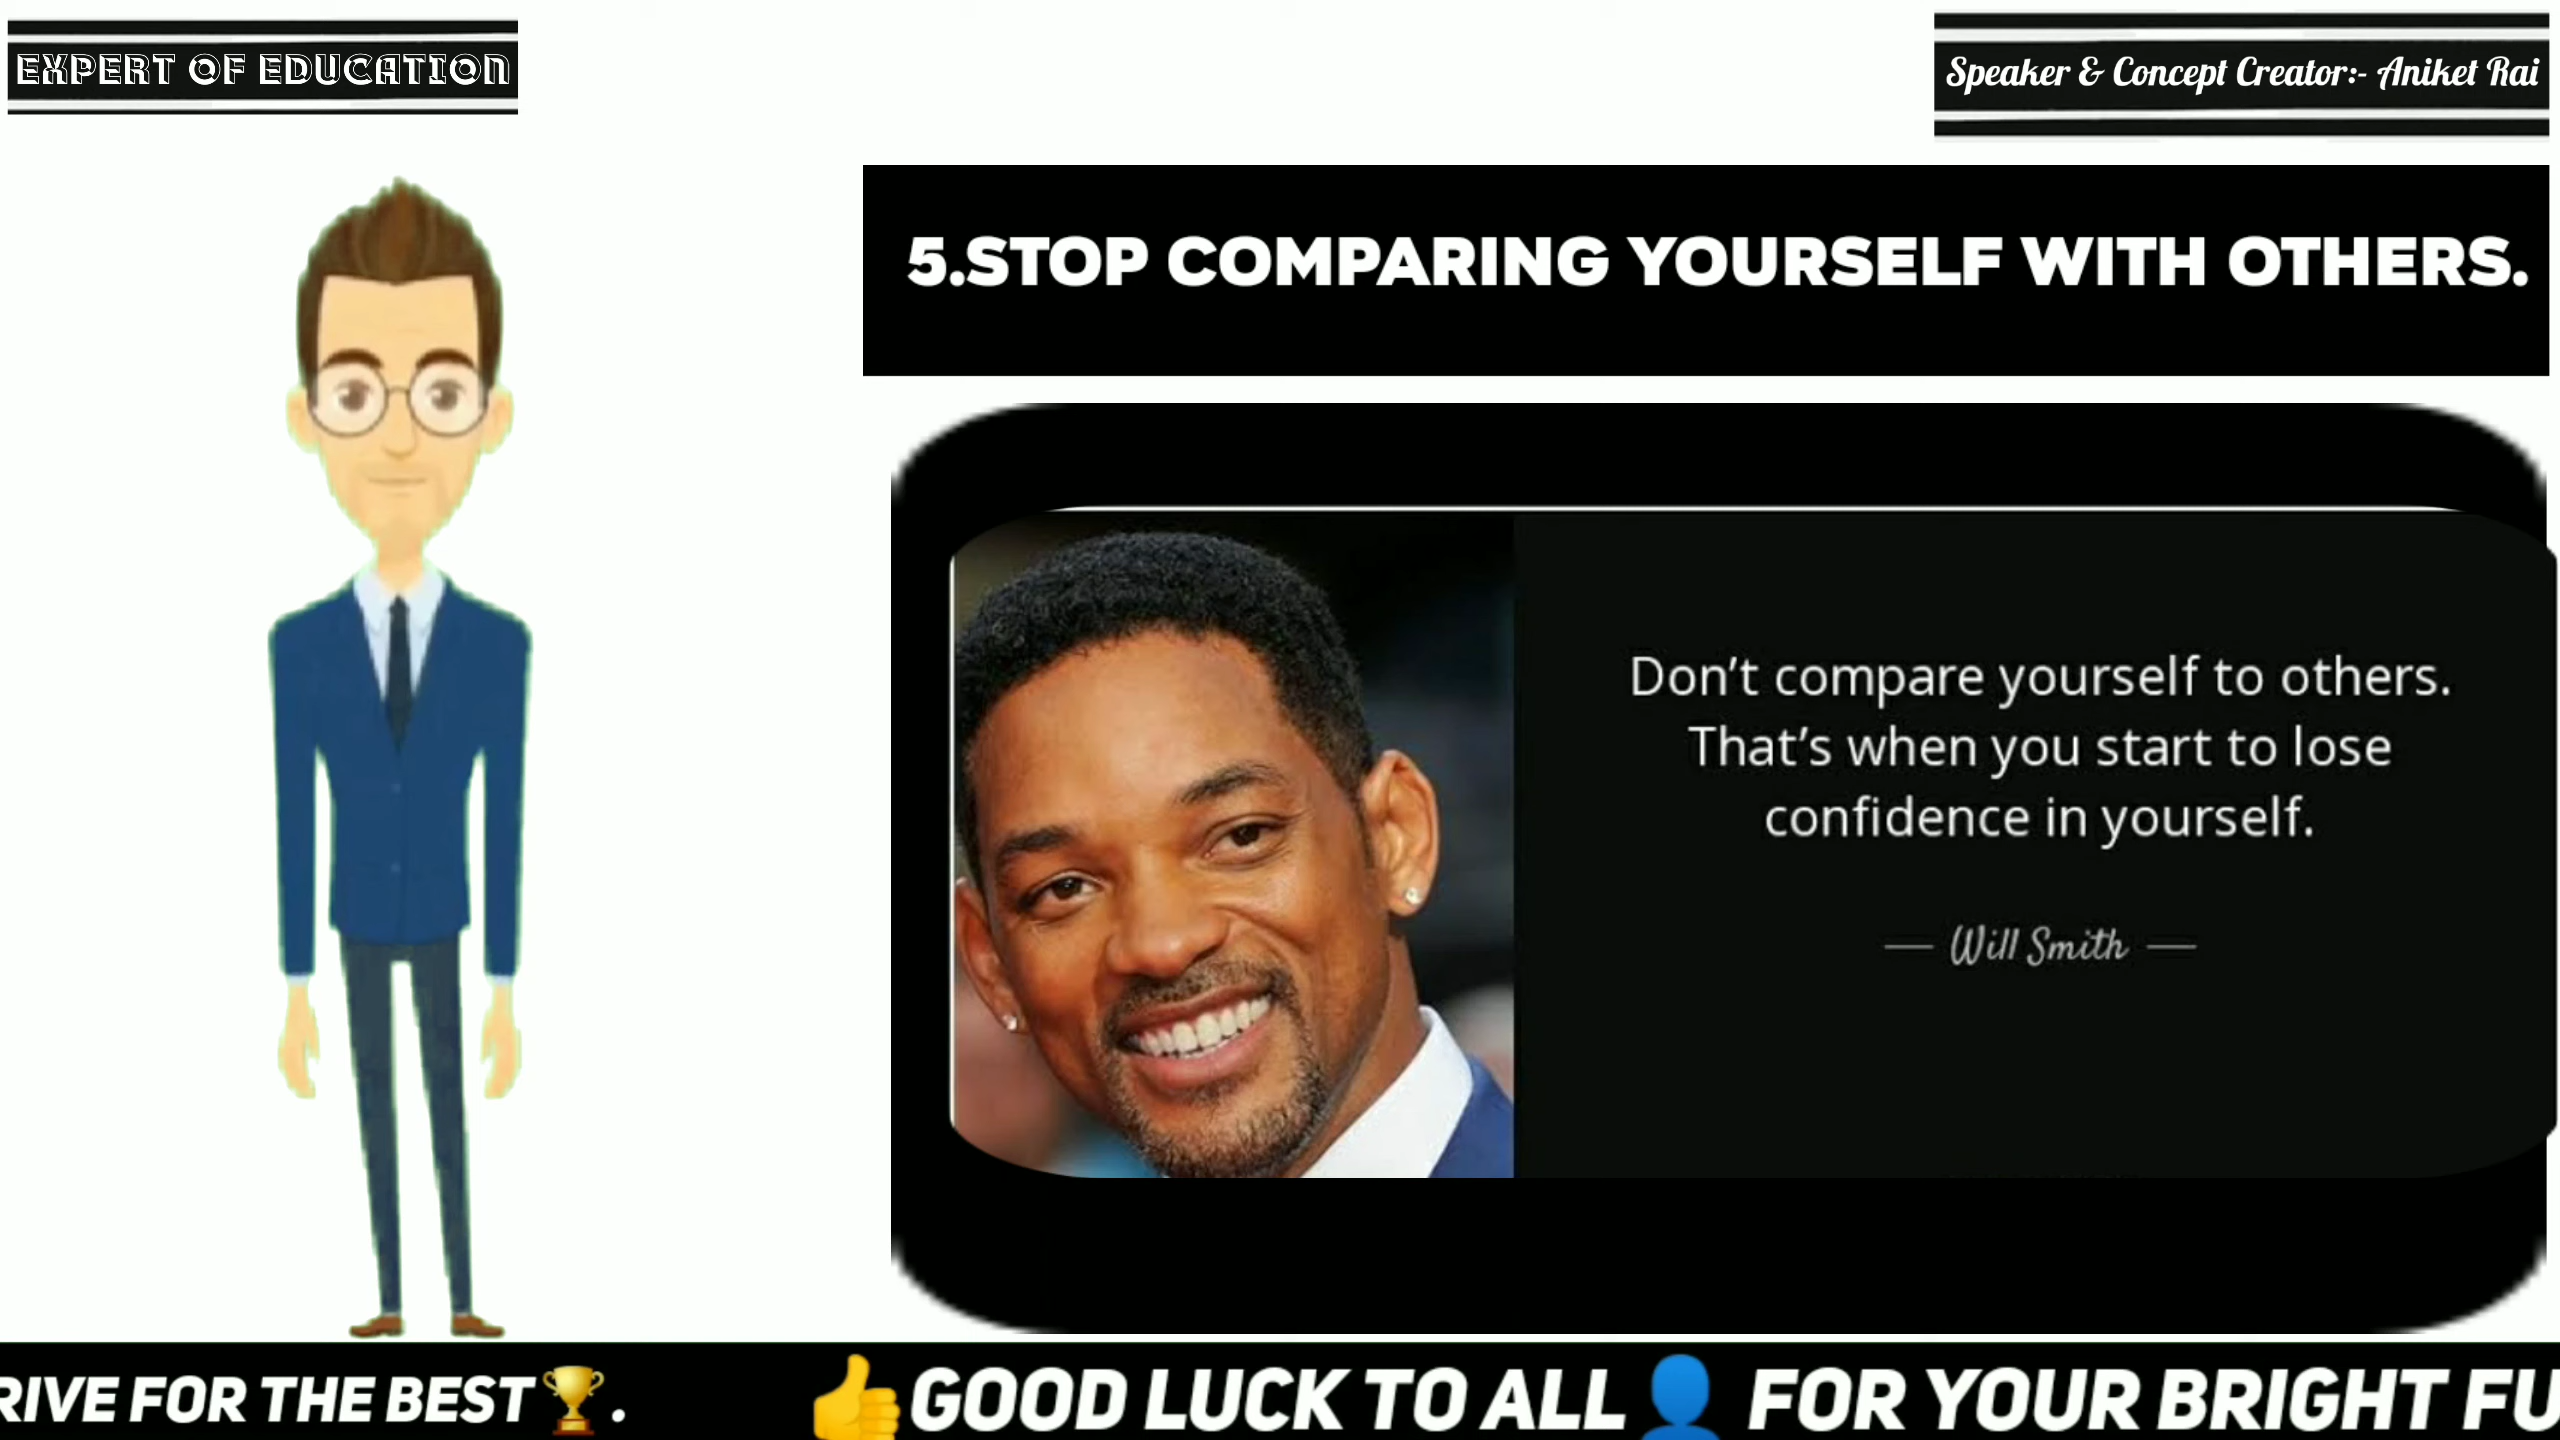 EXPERT OF EDUCATION
Speaker & Concept Creator:- Aniket Rai
5.STOP COMPARING YOURSELF WITH OTHERS.
Don’t compare yourself to others.
That’s when you start to lose
confidence in yourself.
— Will Smith —
FOR THE BEST🏆. 👍GOOD LUCK TO ALL👤 FOR YOUR BRIGHT